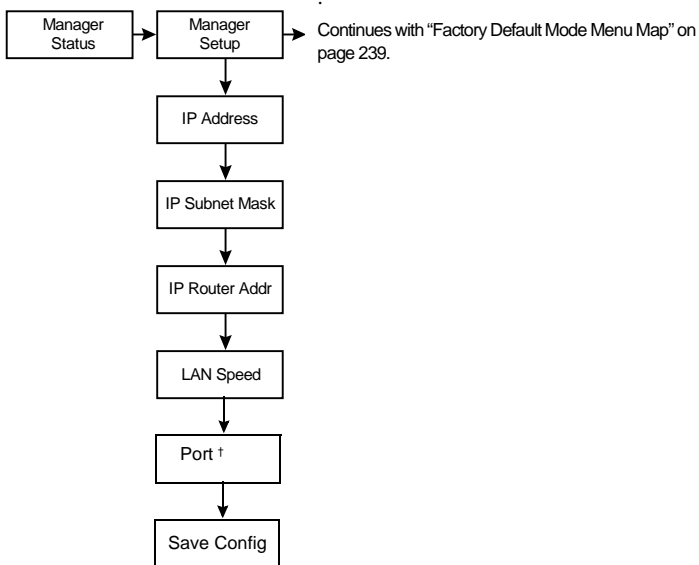 .
Manager
Status
Manager
Setup
Continues with “Factory Default Mode Menu Map” on
page 239.
IP Address
IP Subnet Mask
IP Router Addr
LAN Speed
Port †
Save Config